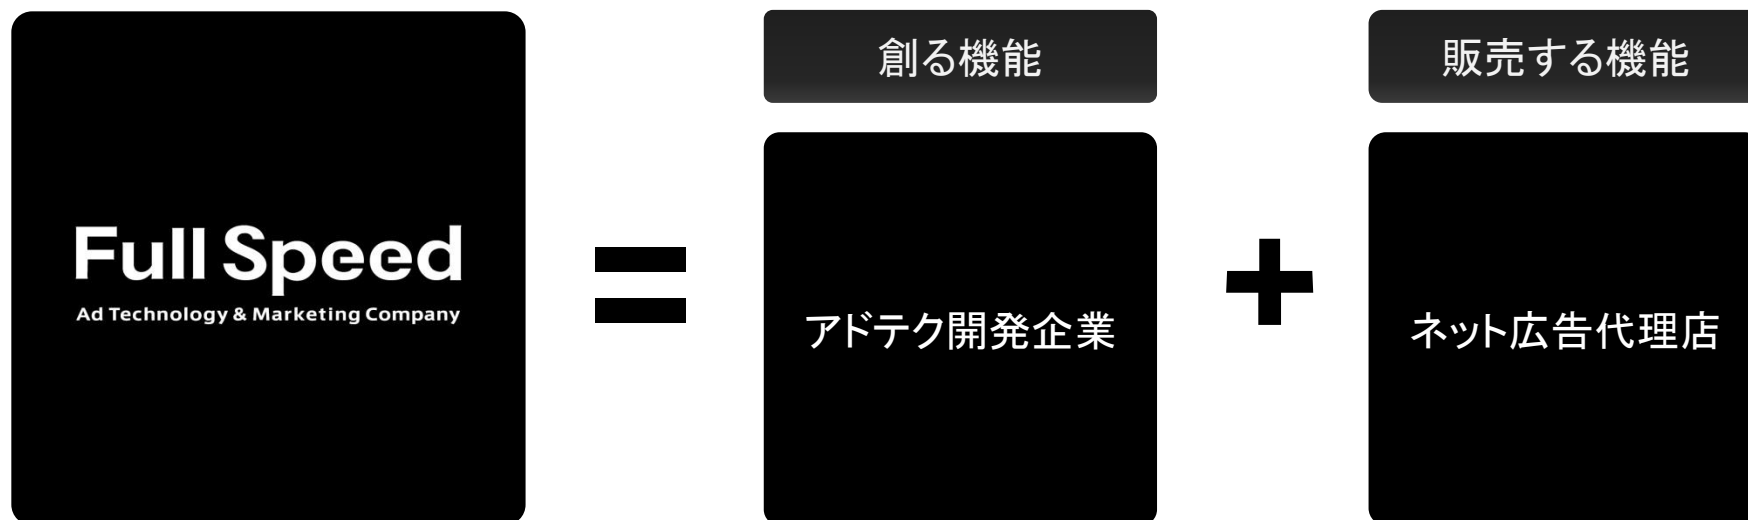 Full Speed
Ad Technology & Marketing Company
=
創る機能
アドテク開発企業
+
販売する機能
ネット広告代理店